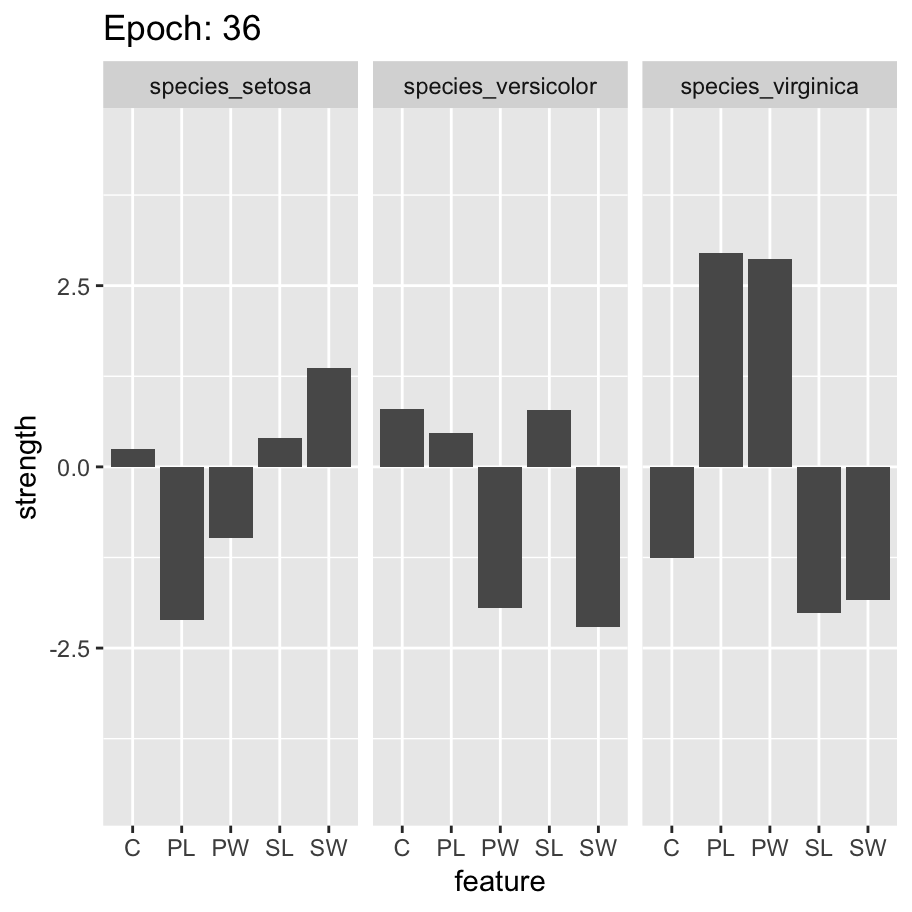 Epoch: 36
species_setosa species_versicolor species_virginica
2.5
0.0
-2.5
strength
C PL PW SL SW C PL PW SL SW C PL PW SL SW
feature